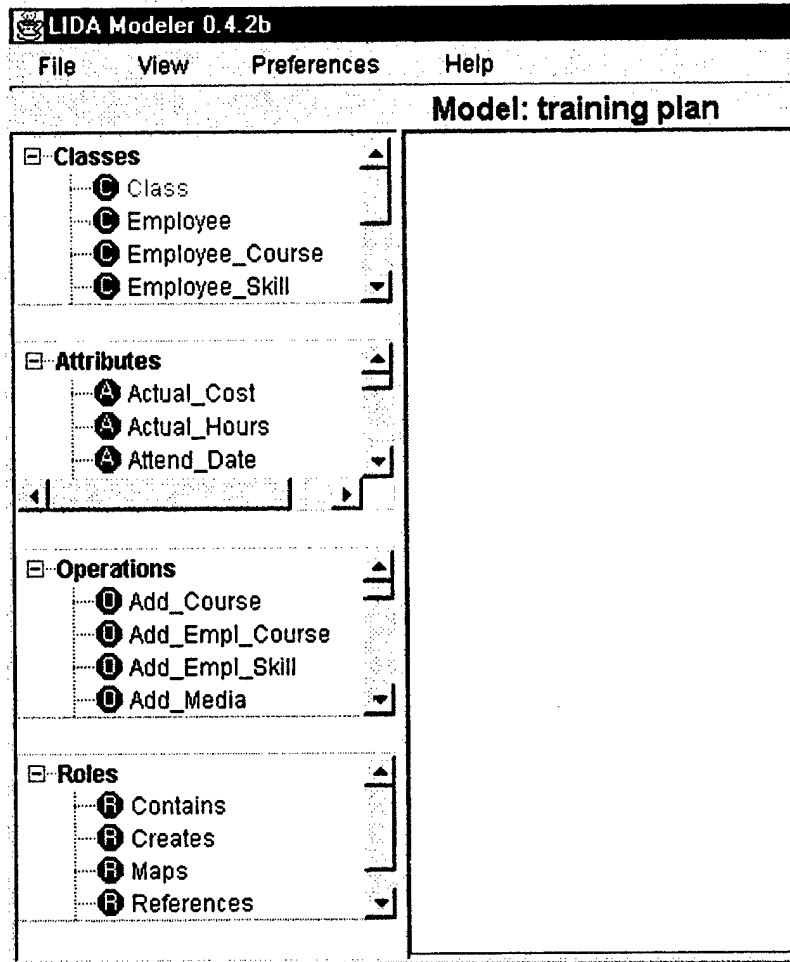 LIDA Modeler 0.4.2b
File View Preferences Help
Model: training plan
Classes
C Class
C Employee
C Employee_Course
C Employee_Skill
Attributes
A Actual_Cost
A Actual_Hours
A Attend_Date
Operations
O Add_Course
O Add_Empl_Course
O Add_Empl_Skill
O Add_Media
Roles
R Contains
R Creates
R Maps
R References